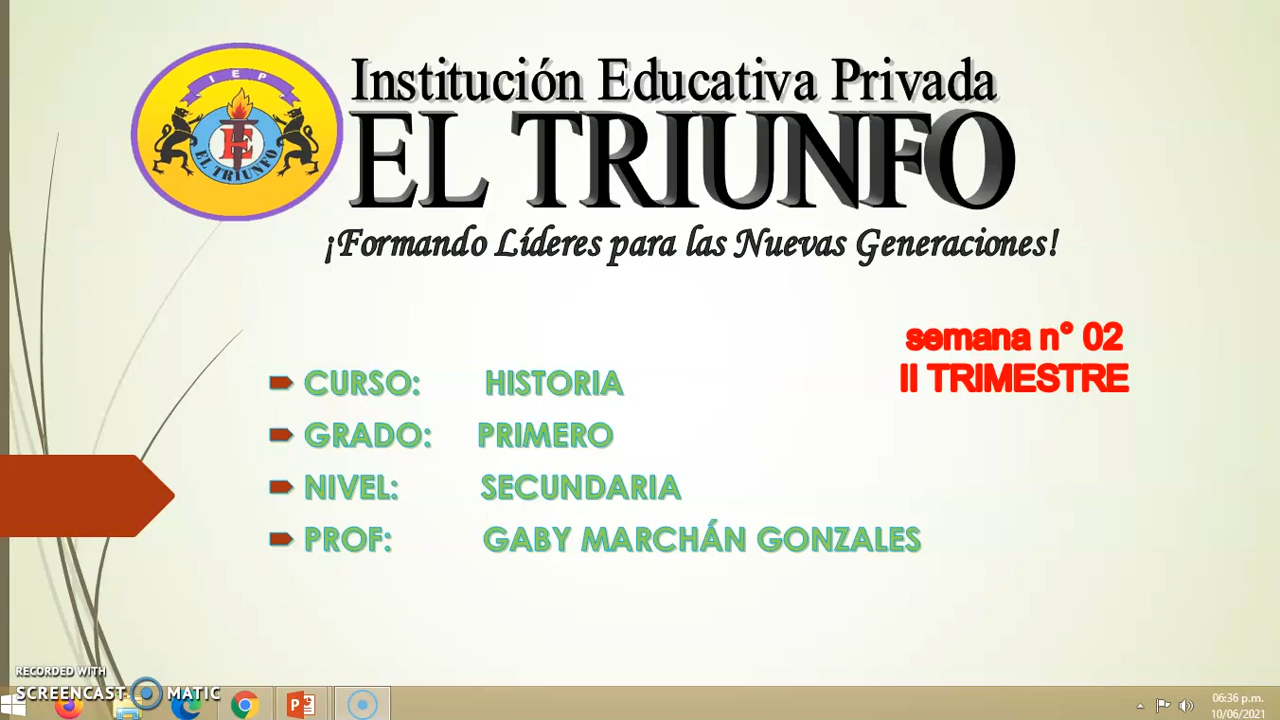 I E P
E
EL TRIUNFO
Institución Educativa Privada
EL TRIUNFO
¡Formando Líderes para las Nuevas Generaciones!
semana n° 02
II TRIMESTRE
CURSO: HISTORIA
GRADO: PRIMERO
NIVEL: SECUNDARIA
PROF: GABY MARCHÁN GONZALES
RECORDED WITH
SCREENCAST MATIC
06:36 p.m.
10/06/2021